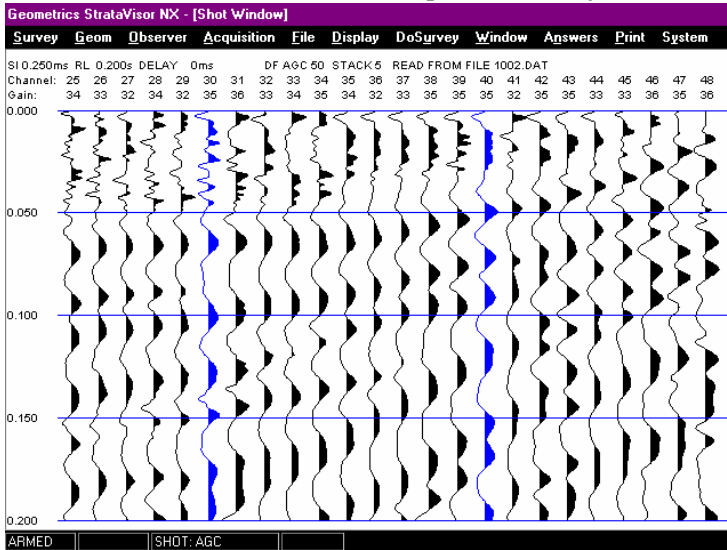 Geometrics StrataVisor NX - [Shot Window]
Survey Geom Observer Acquisition File Display DoSurvey Window Answers Print System
SI 0.250ms RL 0.200s DELAY 0ms DF AGC 50 STACK 5 READ FROM FILE 1002.DAT
Channel: 25 26 27 28 29 30 31 32 33 34 35 36 37 38 39 40 41 42 43 44 45 46 47 48
Gain: 34 33 32 34 32 35 36 33 34 35 34 32 33 35 35 35 32 35 35 33 33 36 35 36
0.000
0.050
0.100
0.150
0.200
ARMED SHOT: AGC